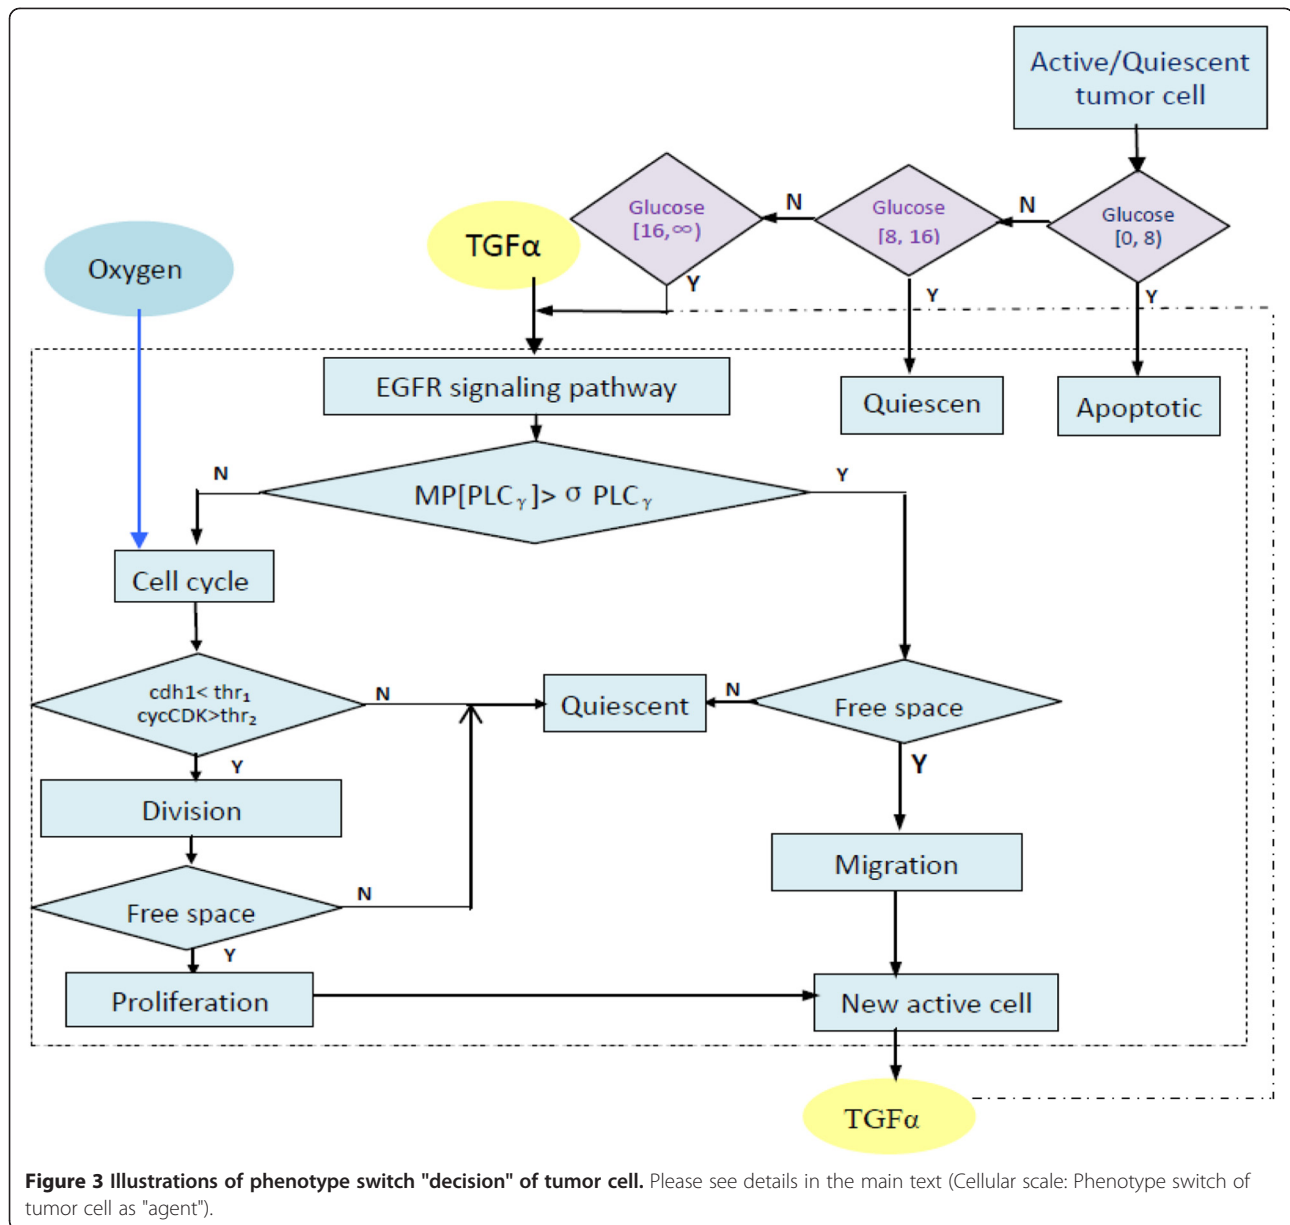 Active/Quiescent
tumor cell
Glucose
[0, 8)
N
Glucose
[8, 16)
N
Glucose
[16,∞)
Y
Y
Y
TGFα
Oxygen
EGFR signaling pathway
Quiescen
Apoptotic
N
MP[PLCγ]> σ PLCγ
Y
Cell cycle
cdh1< thr₁
cycCDK>thr₂
N
Quiescent
N
Free space
Y
Y
Division
Migration
Free space
N
Y
Proliferation
New active cell
TGFα
Figure 3 Illustrations of phenotype switch "decision" of tumor cell. Please see details in the main text (Cellular scale: Phenotype switch of
tumor cell as "agent").